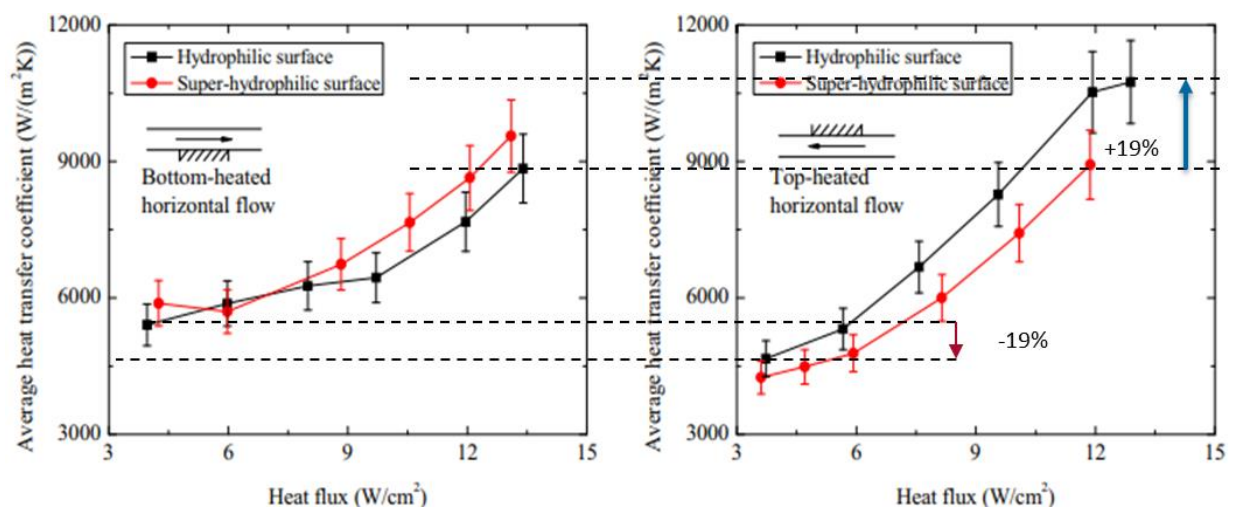 12000
9000
6000
3000
Average heat transfer coefficient (W/(m²K))
Hydrophilic surface
Super-hydrophilic surface
Bottom-heated
horizontal flow
3 6 9 12 15
Heat flux (W/cm²)
12000
9000
6000
3000
Average heat transfer coefficient (W/(m²K))
Hydrophilic surface
Super-hydrophilic surface
+19%
Top-heated
horizontal flow
-19%
3 6 9 12 15
Heat flux (W/cm²)